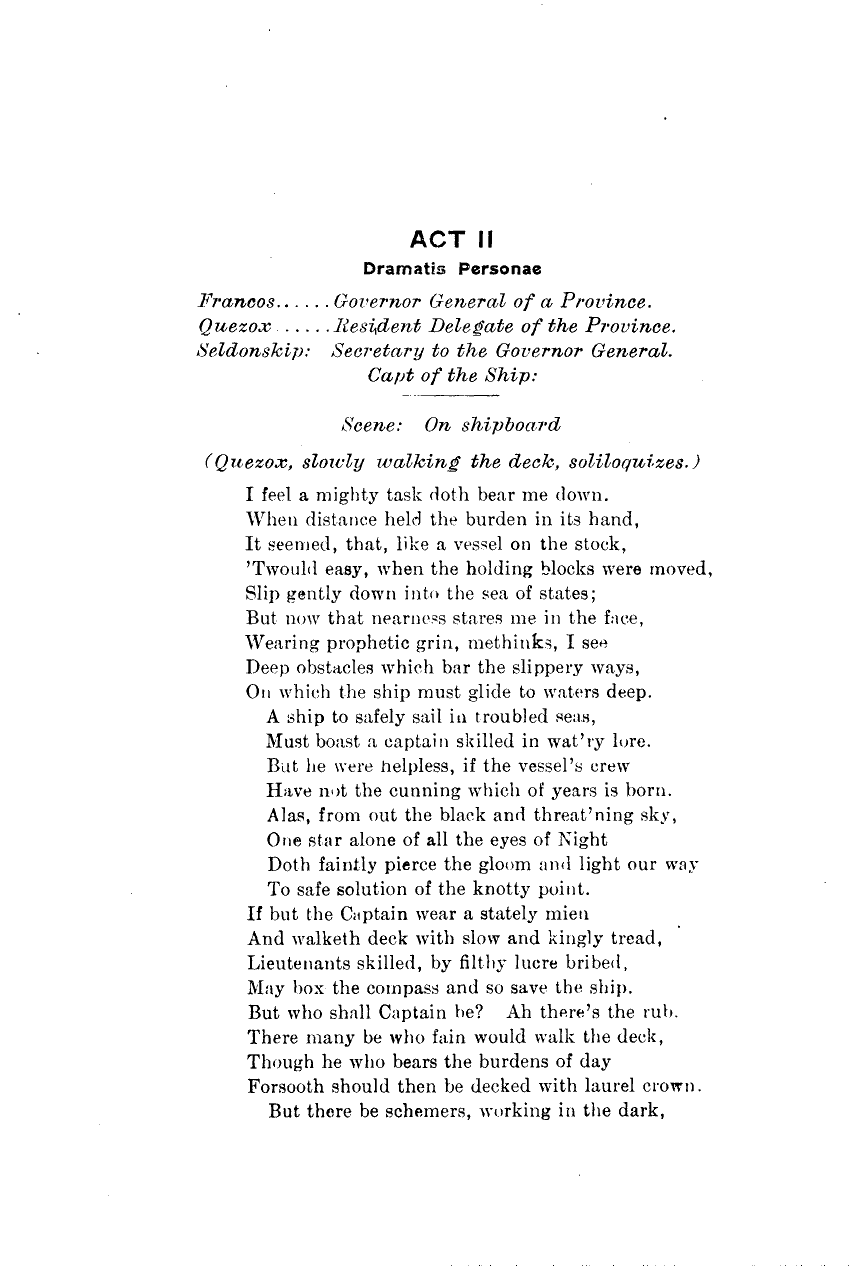 ACT II
Dramatis Personae
Francos...... Governor General of a Province.
Quezox ...... Resident Delegate of the Province.
Seldonskip: Secretary to the Governor General.
Capt of the Ship:
Scene: On shipboard
(Quezox, slowly walking the deck, soliloquizes.)
I feel a mighty task doth bear me down.
When distance held the burden in its hand,
It seemed, that, like a vessel on the stock,
'Twould easy, when the holding blocks were moved,
Slip gently down into the sea of states;
But now that nearness stares me in the face,
Wearing prophetic grin, methinks, I see
Deep obstacles which bar the slippery ways,
On which the ship must glide to waters deep.
A ship to safely sail in troubled seas,
Must boast a captain skilled in wat'ry lore.
But he were helpless, if the vessel's crew
Have not the cunning which of years is born.
Alas, from out the black and threat'ning sky,
One star alone of all the eyes of Night
Doth faintly pierce the gloom and light our way
To safe solution of the knotty point.
If but the Captain wear a stately mien
And walketh deck with slow and kingly tread,
Lieutenants skilled, by filthy lucre bribed,
May box the compass and so save the ship.
But who shall Captain be? Ah there's the rub.
There many be who fain would walk the deck,
Though he who bears the burdens of day
Forsooth should then be decked with laurel crown.
But there be schemers, working in the dark,